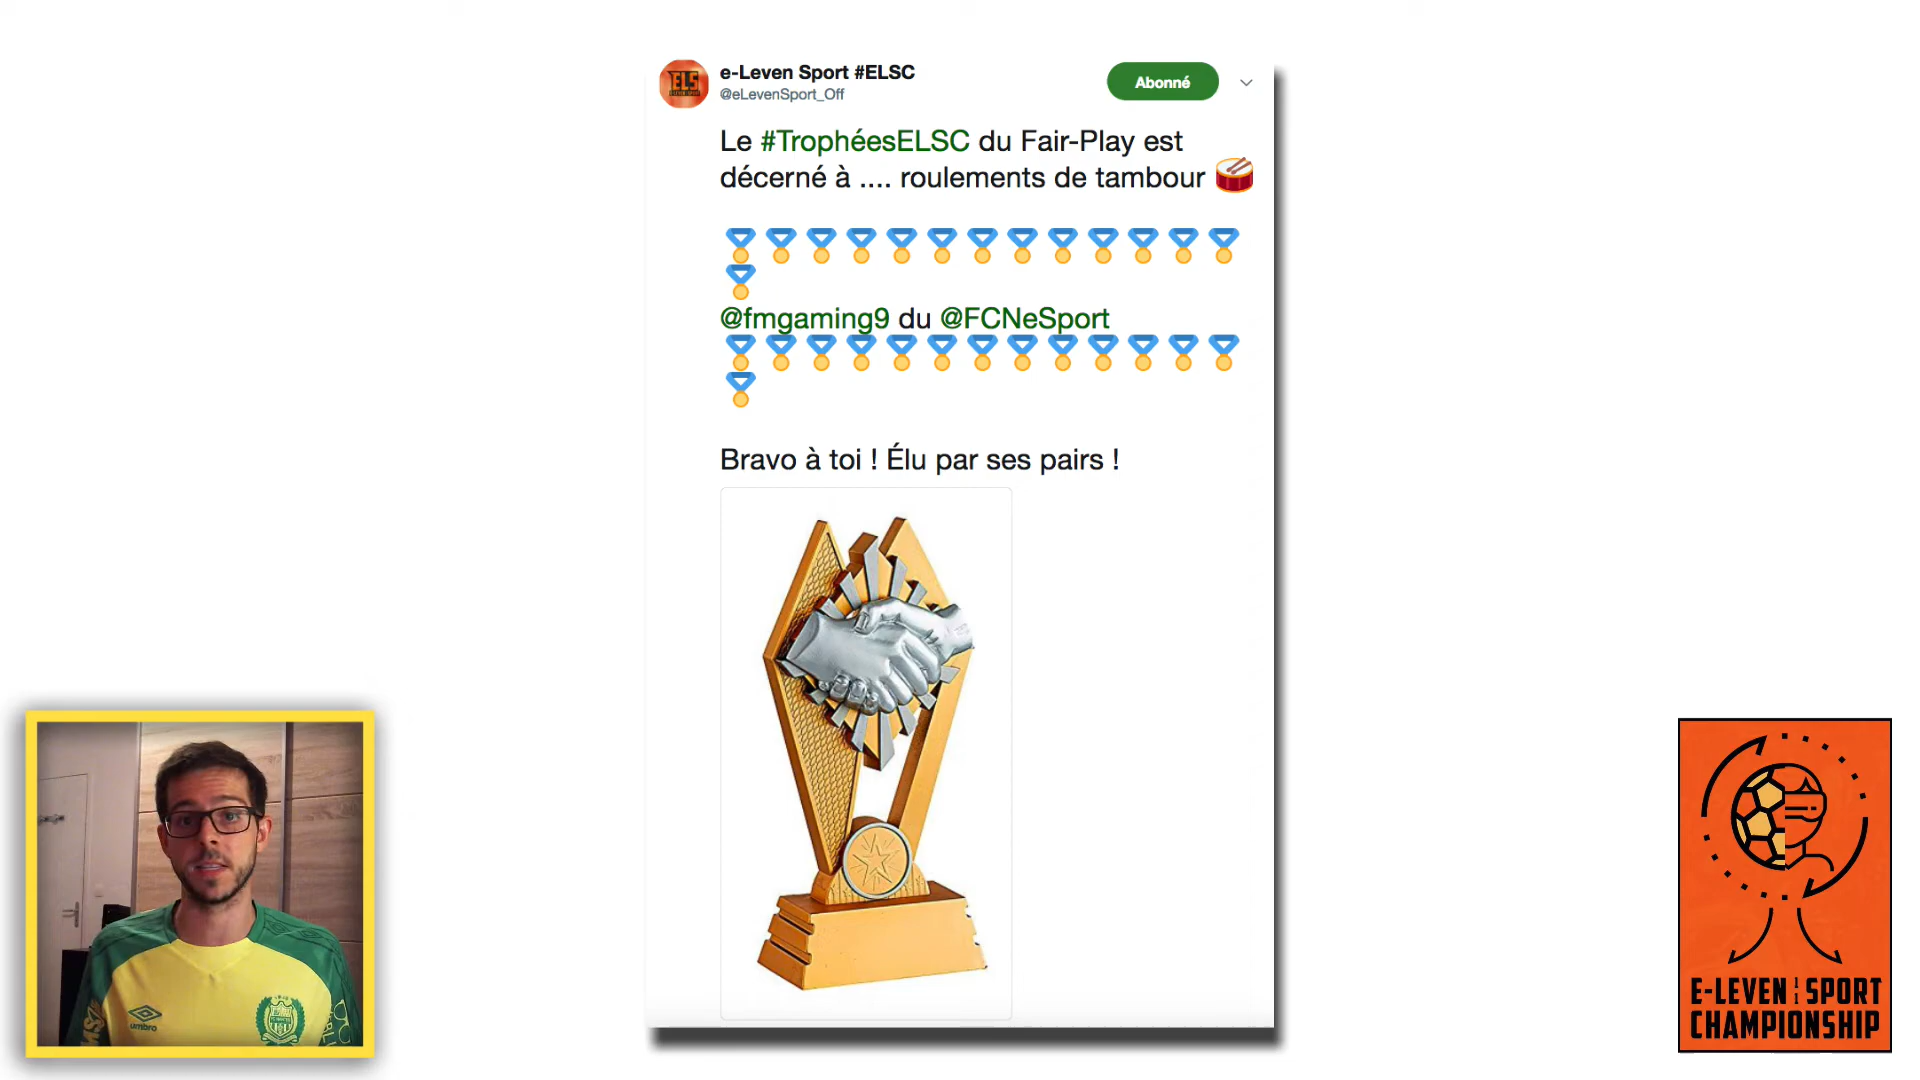 e-Leven Sport #ELSC
@eLevenSport_Off
Abonné
Le #TrophéesELSC du Fair-Play est
décerné à .... roulements de tambour 🥁
🏅🏅🏅🏅🏅🏅🏅🏅🏅🏅🏅🏅🏅
🏅
@fmgaming9 du @FCNeSport
🏅🏅🏅🏅🏅🏅🏅🏅🏅🏅🏅🏅🏅
🏅
Bravo à toi ! Élu par ses pairs !
ELS
umbro
E-LEVEN SPORT
CHAMPIONSHIP